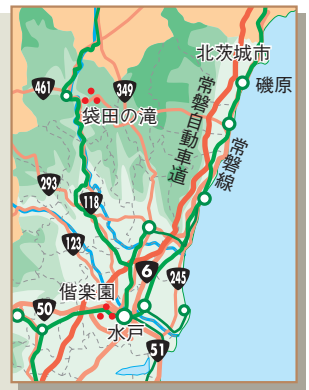 北茨城市
磯原
461
349
袋田の滝
常磐自動車道
常磐線
293
118
123
6
245
偕楽園
50
水戸
51